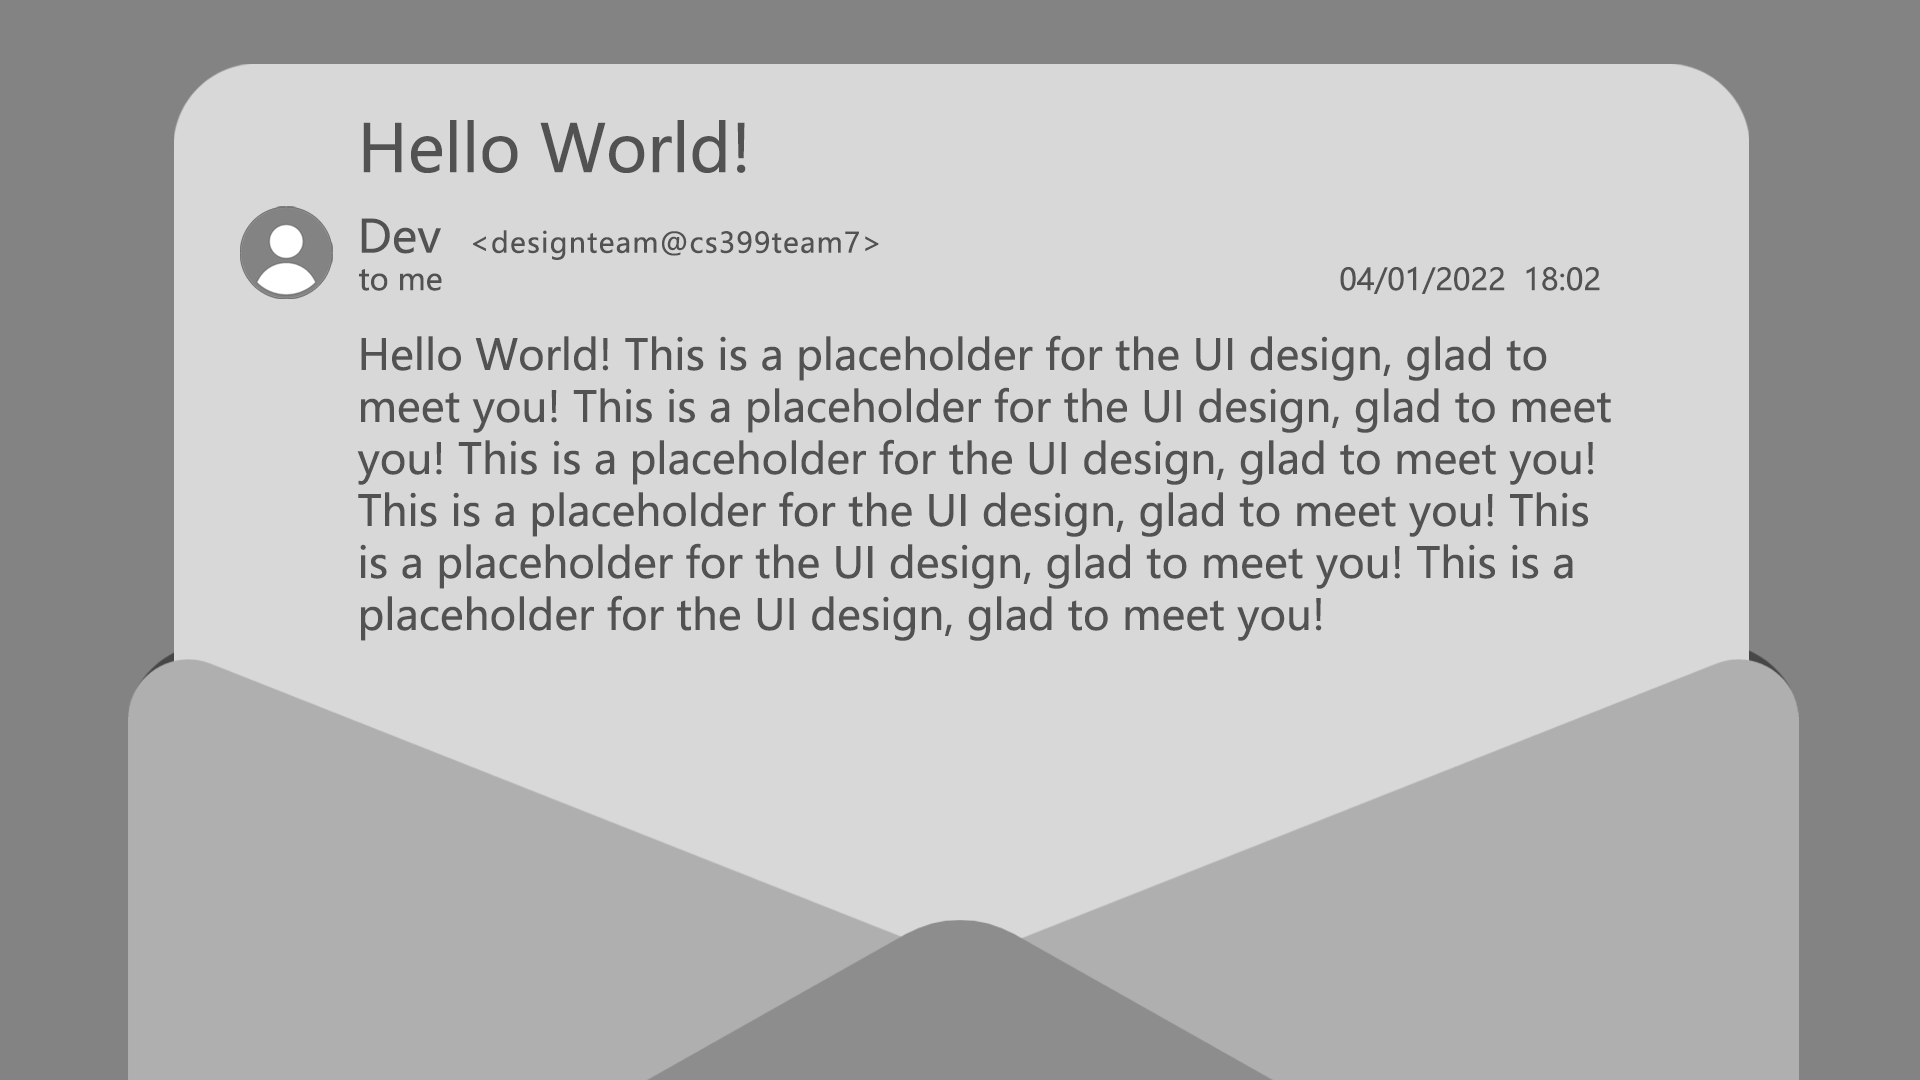 Hello World!
Dev <designteam@cs399team7>
to me
04/01/2022 18:02
Hello World! This is a placeholder for the UI design, glad to
meet you! This is a placeholder for the UI design, glad to meet
you! This is a placeholder for the UI design, glad to meet you!
This is a placeholder for the UI design, glad to meet you! This
is a placeholder for the UI design, glad to meet you! This is a
placeholder for the UI design, glad to meet you!